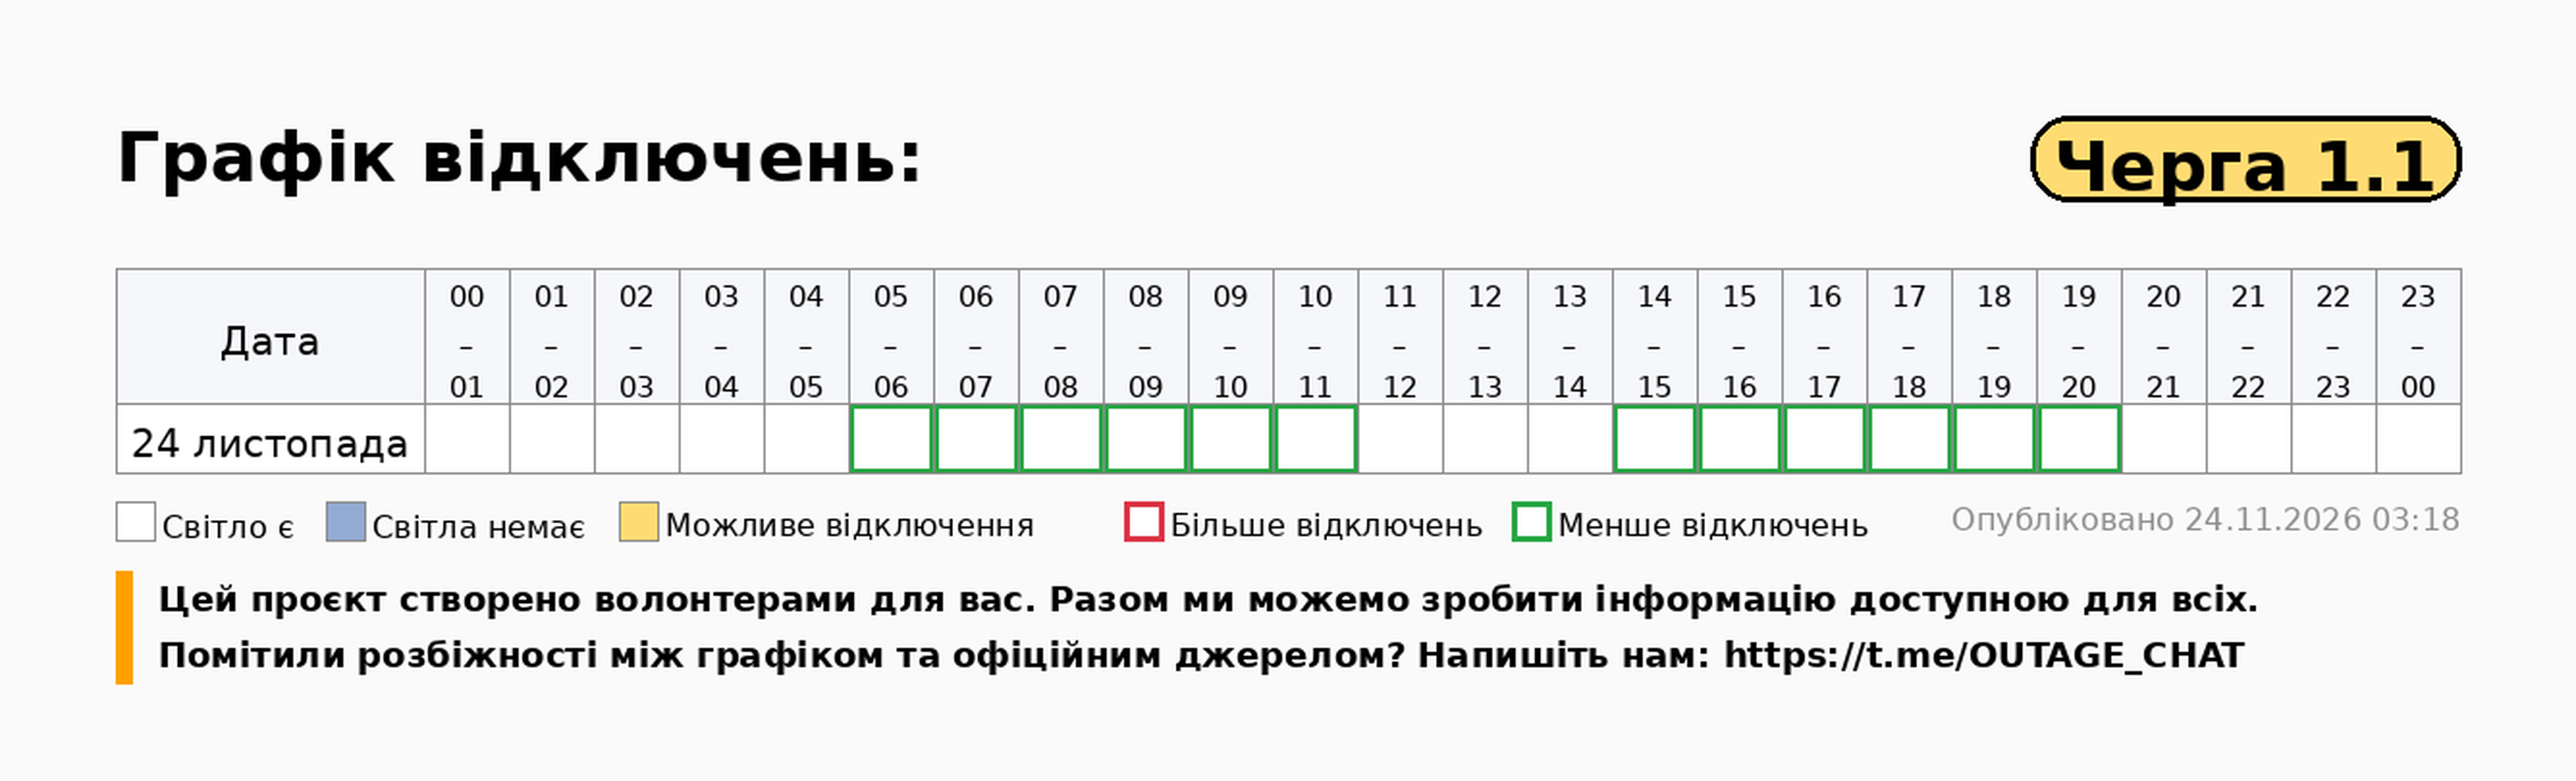 Графік відключень:
Черга 1.1
Дата 00 – 01 01 – 02 02 – 03 03 – 04 04 – 05 05 – 06 06 – 07 07 – 08 08 – 09 09 – 10 10 – 11 11 – 12 12 – 13 13 – 14 14 – 15 15 – 16 16 – 17 17 – 18 18 – 19 19 – 20 20 – 21 21 – 22 22 – 23 23 – 00
24 листопада
Світло є Світла немає Можливе відключення Більше відключень Менше відключень Опубліковано 24.11.2026 03:18
Цей проєкт створено волонтерами для вас. Разом ми можемо зробити інформацію доступною для всіх.
Помітили розбіжності між графіком та офіційним джерелом? Напишіть нам: https://t.me/OUTAGE_CHAT